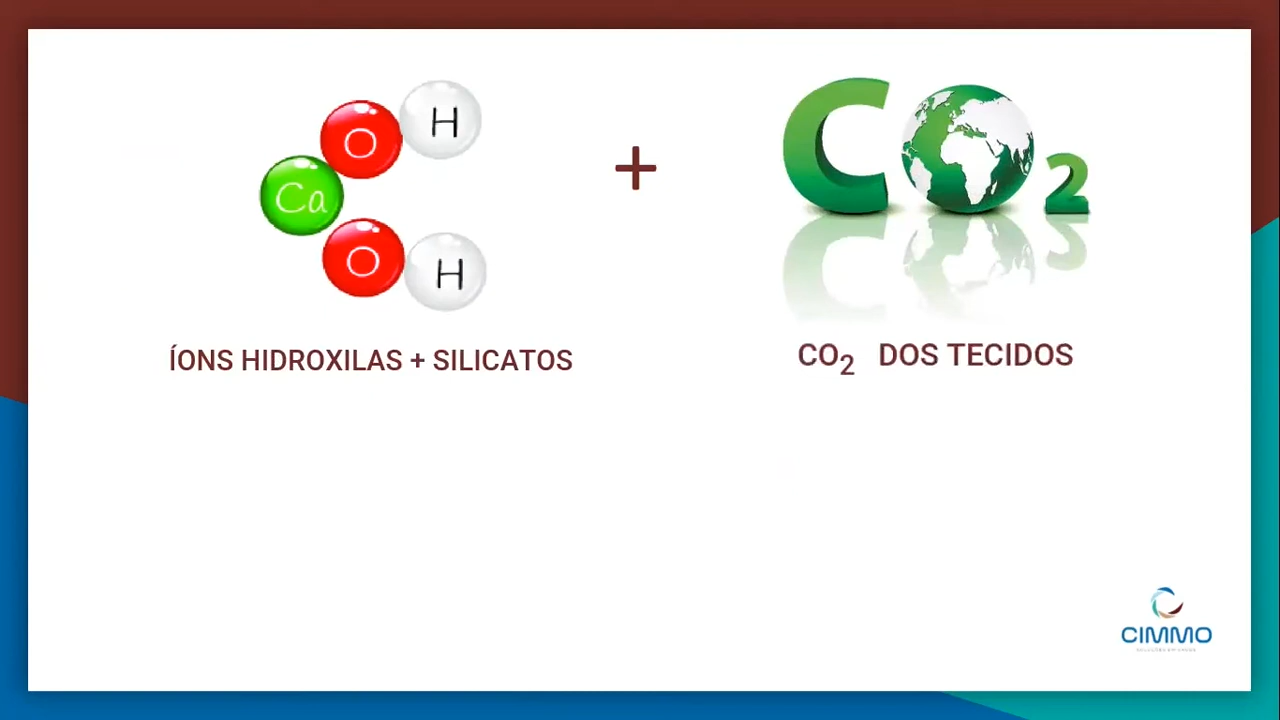 H
O
Ca
O
H
+
CO2
ÍONS HIDROXILAS + SILICATOS
CO2 DOS TECIDOS
CIMMO